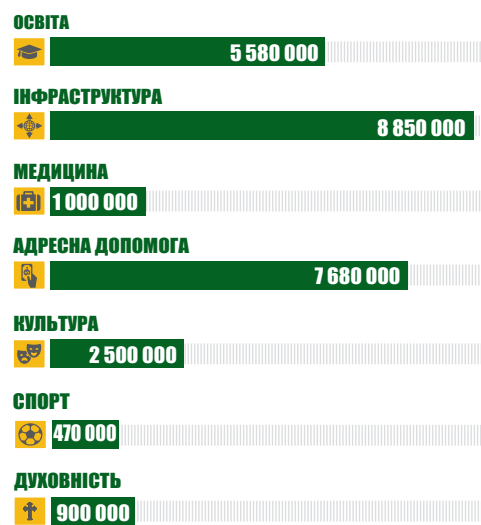 ОСВІТА
5 580 000
ІНФРАСТРУКТУРА
8 850 000
МЕДИЦИНА
1 000 000
АДРЕСНА ДОПОМОГА
7 680 000
КУЛЬТУРА
2 500 000
СПОРТ
470 000
ДУХОВНІСТЬ
900 000